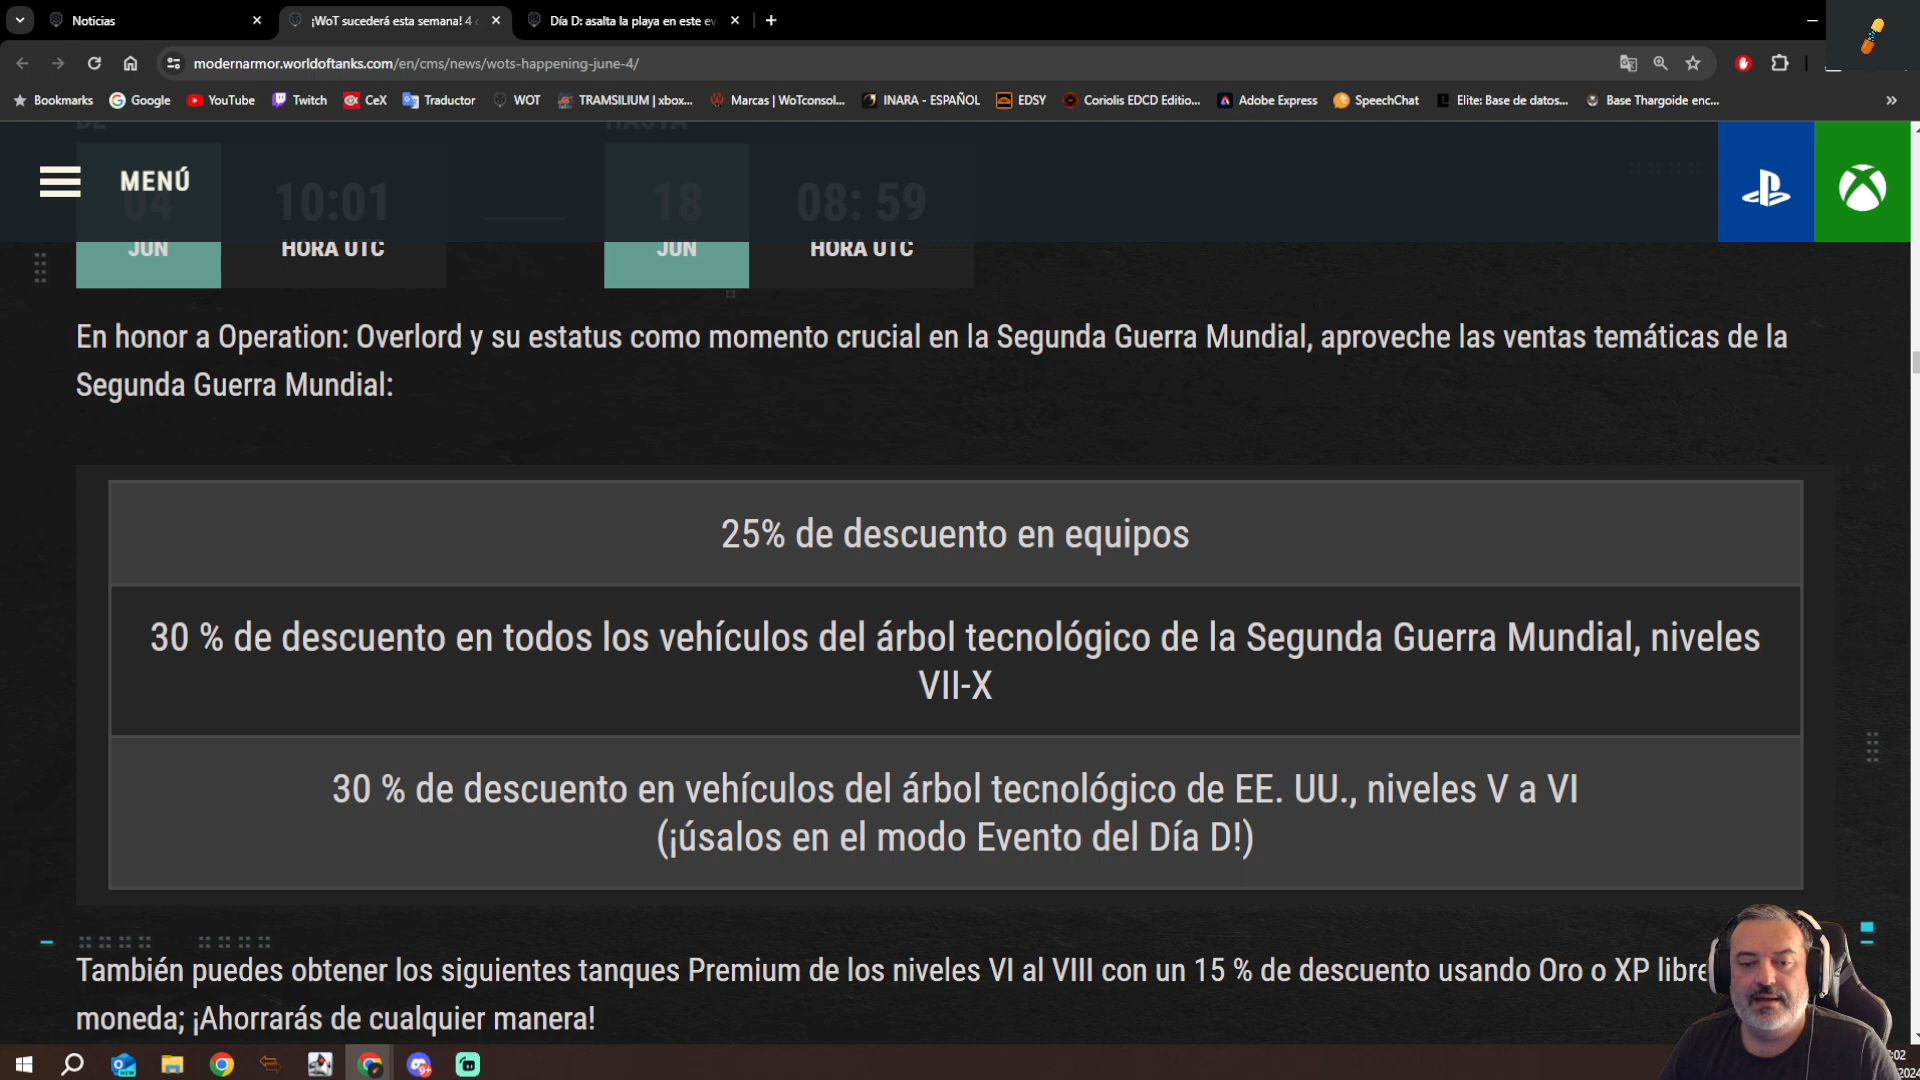 Noticias
¡WoT sucederá esta semana! 4
Día D: asalta la playa en este ev
modernarmor.worldoftanks.com/en/cms/news/wots-happening-june-4/
Bookmarks Google YouTube Twitch CeX Traductor WOT TRAMSILIUM | xbox... Marcas | WoTconsol... INARA - ESPAÑOL EDSY Coriolis EDCD Editio... Adobe Express SpeechChat Elite: Base de datos... Base Thargoide enc...
DE HASTA
MENÚ
04 10:01 18 08: 59
JUN HORA UTC JUN HORA UTC
En honor a Operation: Overlord y su estatus como momento crucial en la Segunda Guerra Mundial, aproveche las ventas temáticas de la
Segunda Guerra Mundial:
25% de descuento en equipos
30 % de descuento en todos los vehículos del árbol tecnológico de la Segunda Guerra Mundial, niveles
VII-X
30 % de descuento en vehículos del árbol tecnológico de EE. UU., niveles V a VI
(¡úsalos en el modo Evento del Día D!)
También puedes obtener los siguientes tanques Premium de los niveles VI al VIII con un 15 % de descuento usando Oro o XP libre
moneda; ¡Ahorrarás de cualquier manera!